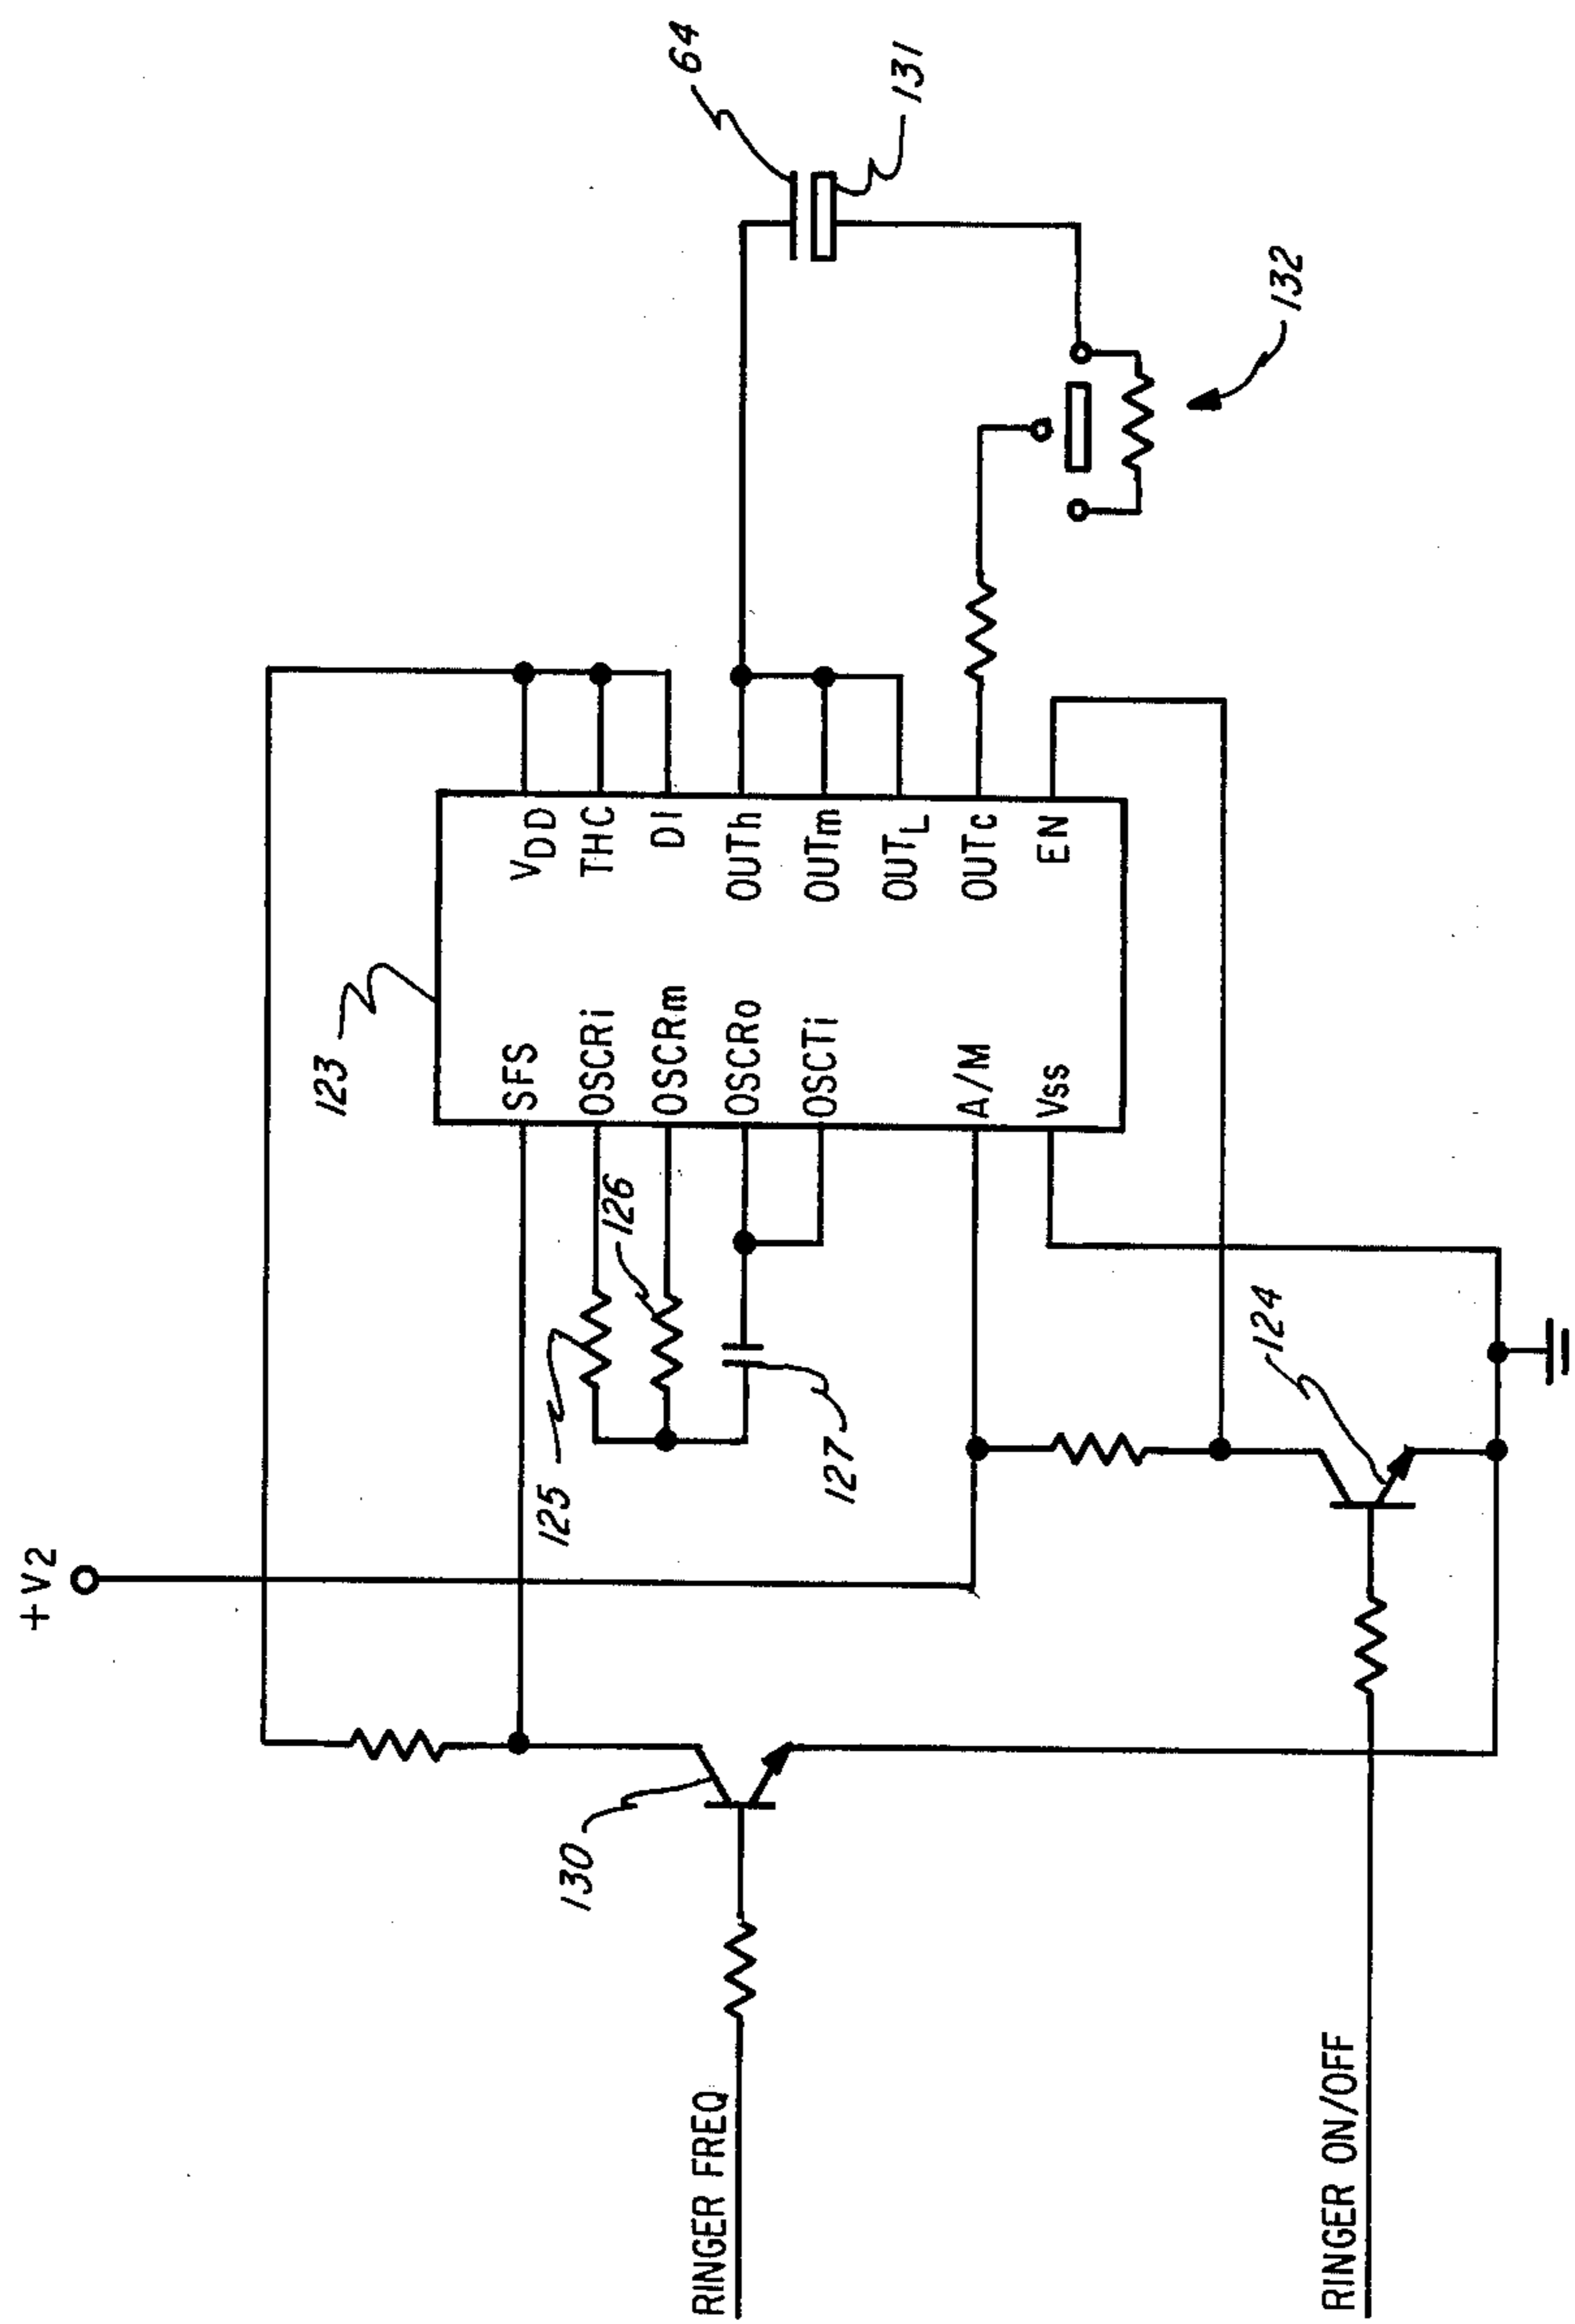 +V2
123
SFS
OSCRi
OSCRm
OSCRo
OSCTi
A/M
Vss
VDD
THC
DI
OUTh
OUTm
OUTL
OUTc
EN
64
131
132
125
126
127
130
124
RINGER FREQ
RINGER ON/OFF